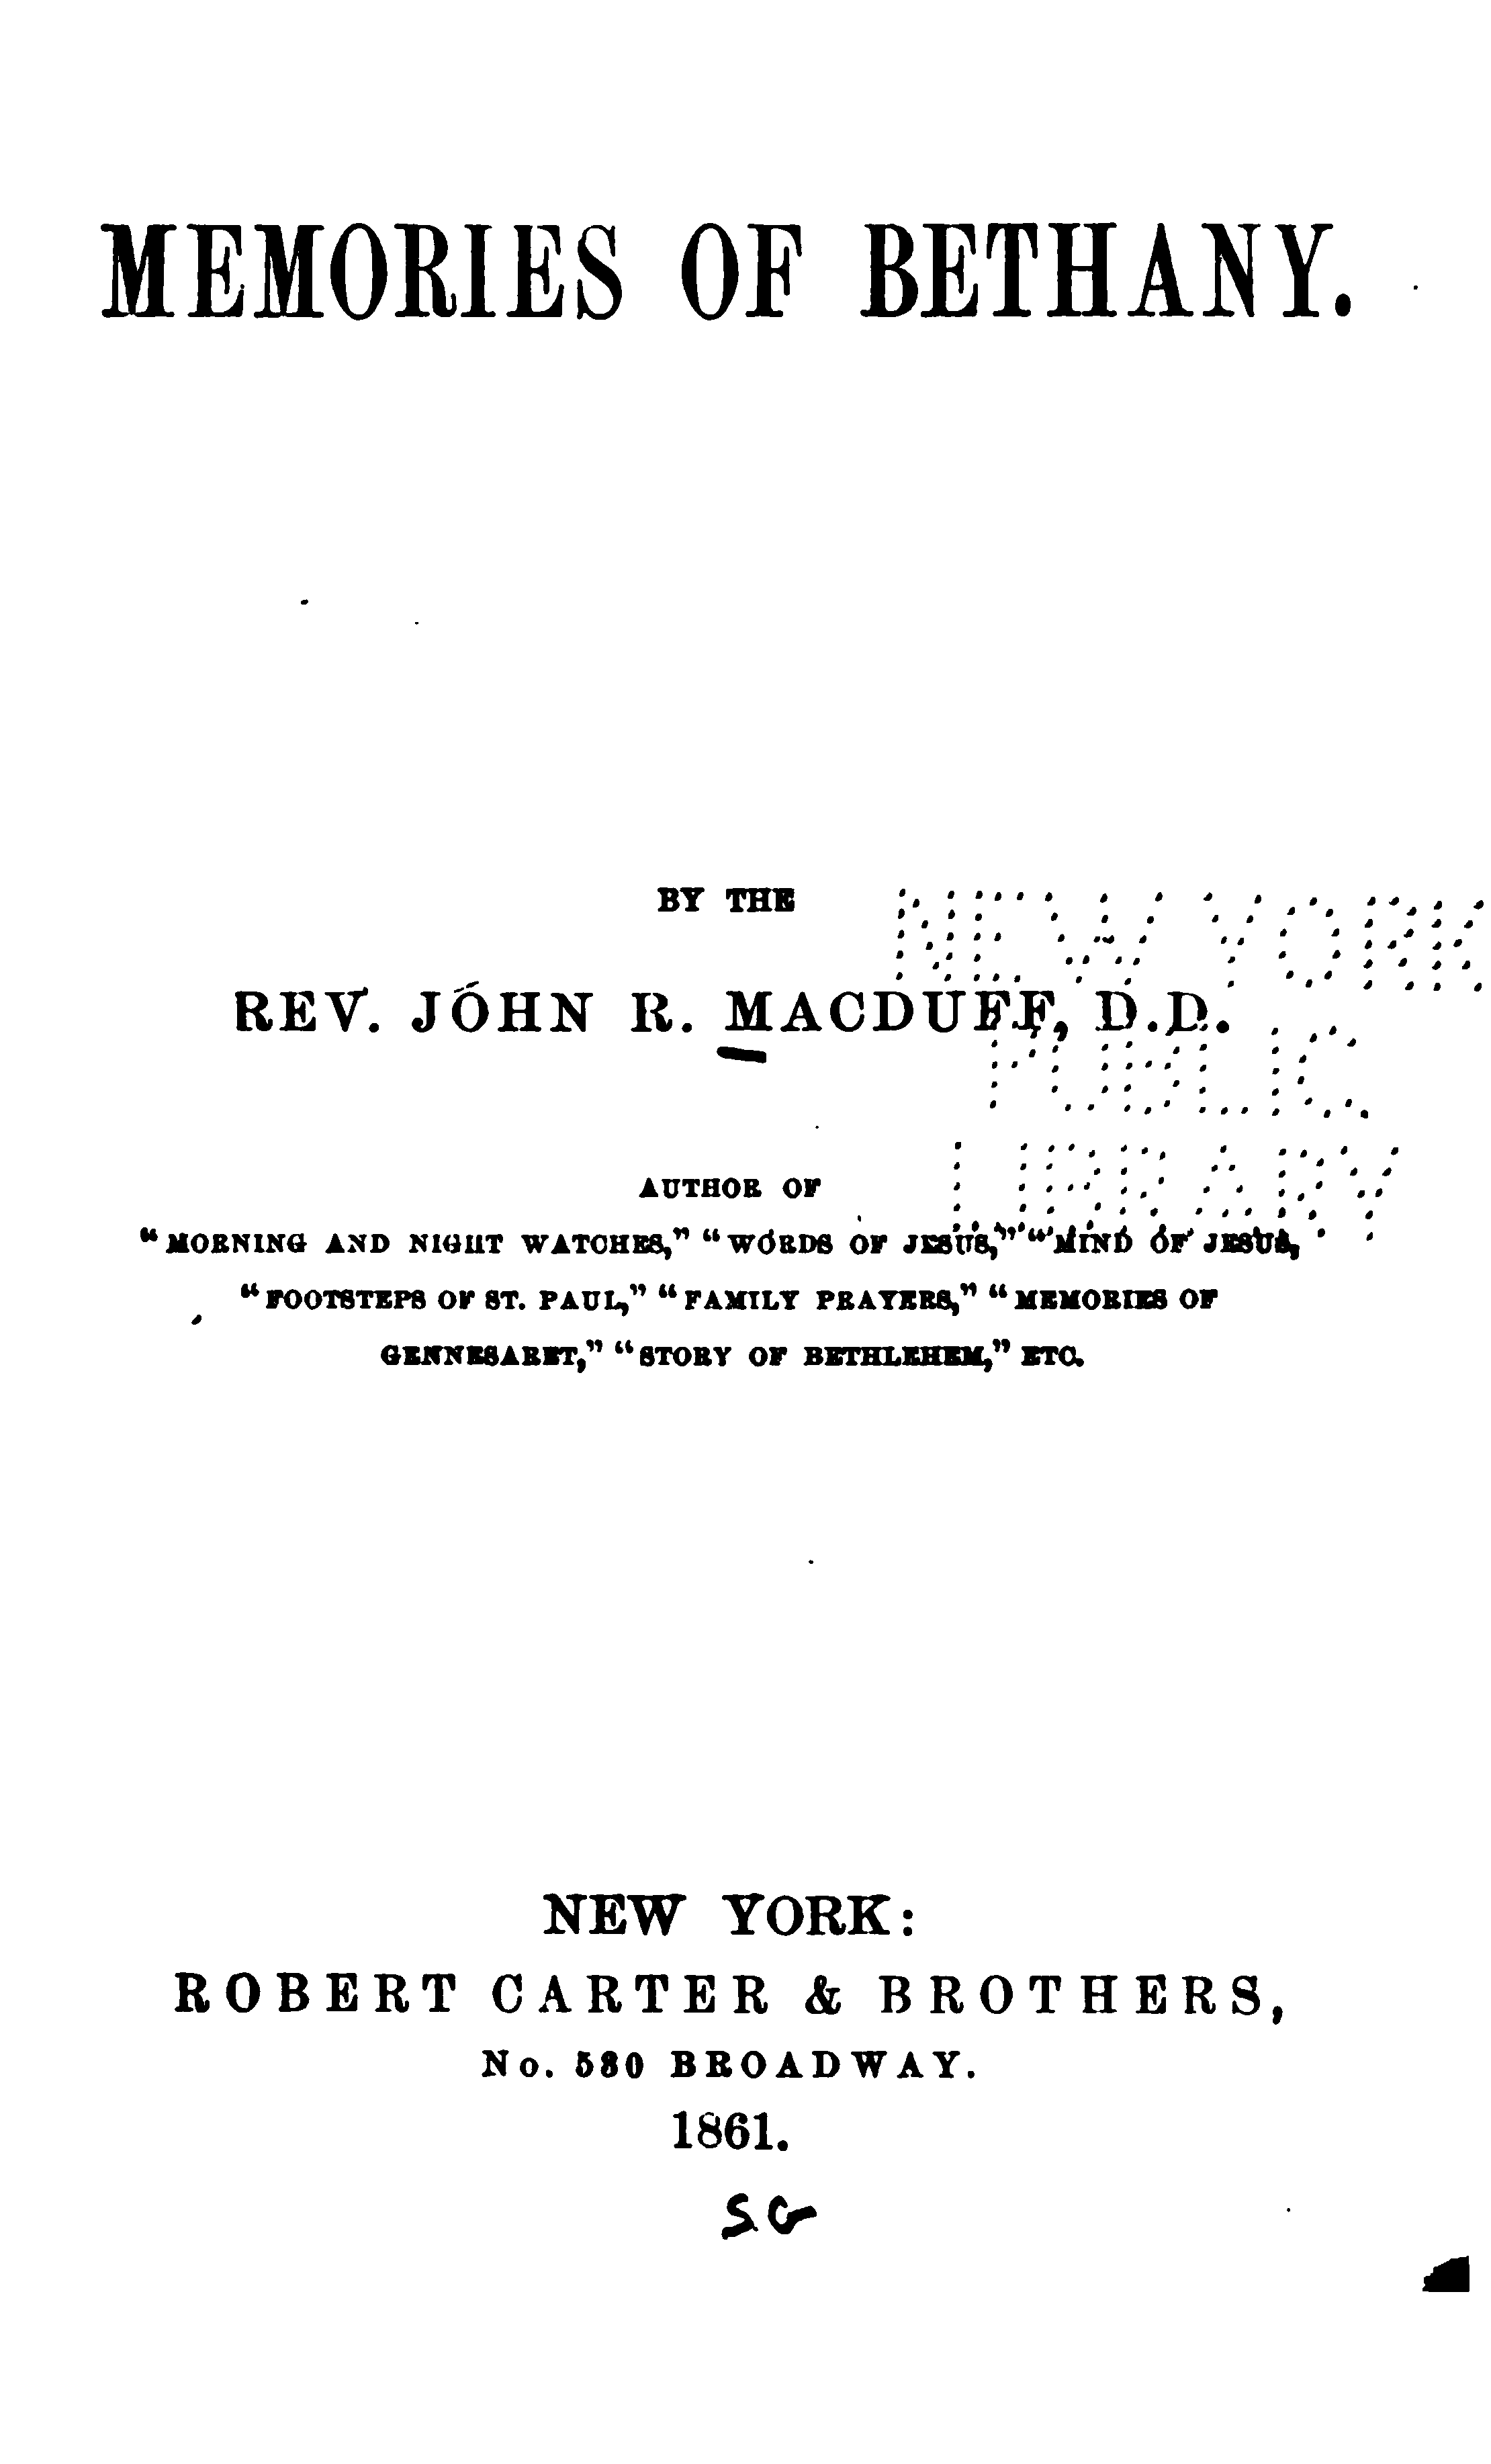 MEMORIES OF BETHANY.
BY THE
REV. JOHN R. MACDUFF, D.D.
NEW YORK
PUBLIC
LIBRARY
AUTHOR OF
"MORNING AND NIGHT WATCHES," "WORDS OF JESUS," "MIND OF JESUS,
"FOOTSTEPS OF ST. PAUL," "FAMILY PRAYERS," "MEMORIES OF
GENNESARET," "STORY OF BETHLEHEM," ETC.
NEW YORK:
ROBERT CARTER & BROTHERS,
No. 530 BROADWAY.
1861.
SG